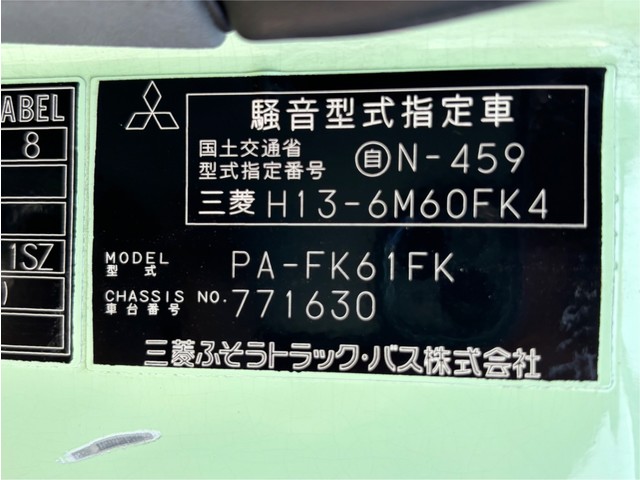 ABEL
8
1SZ
)
騒音型式指定車
国土交通省
型式指定番号 自N-459
三菱 H13-6M60FK4
MODEL
型式 PA-FK61FK
CHASSIS NO.
車台番号 771630
三菱ふそうトラック・バス株式会社